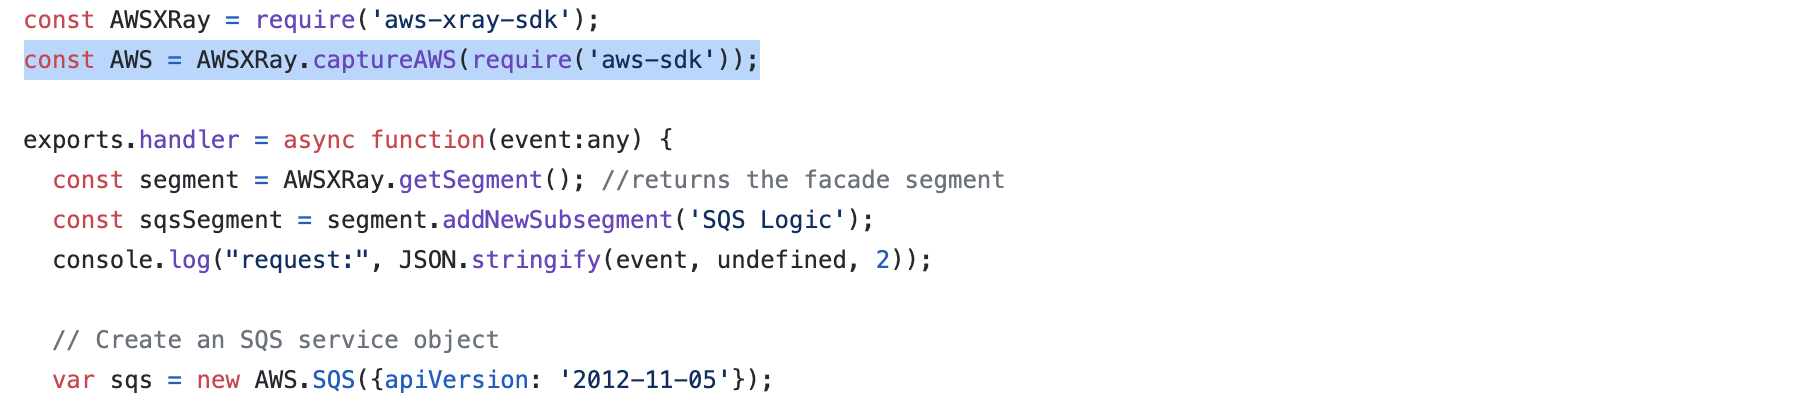 const AWSXRay = require('aws-xray-sdk');
const AWS = AWSXRay.captureAWS(require('aws-sdk'));
exports.handler = async function(event:any) {
const segment = AWSXRay.getSegment(); //returns the facade segment
const sqsSegment = segment.addNewSubsegment('SQS Logic');
console.log("request:", JSON.stringify(event, undefined, 2));
// Create an SQS service object
var sqs = new AWS.SQS({apiVersion: '2012-11-05'});